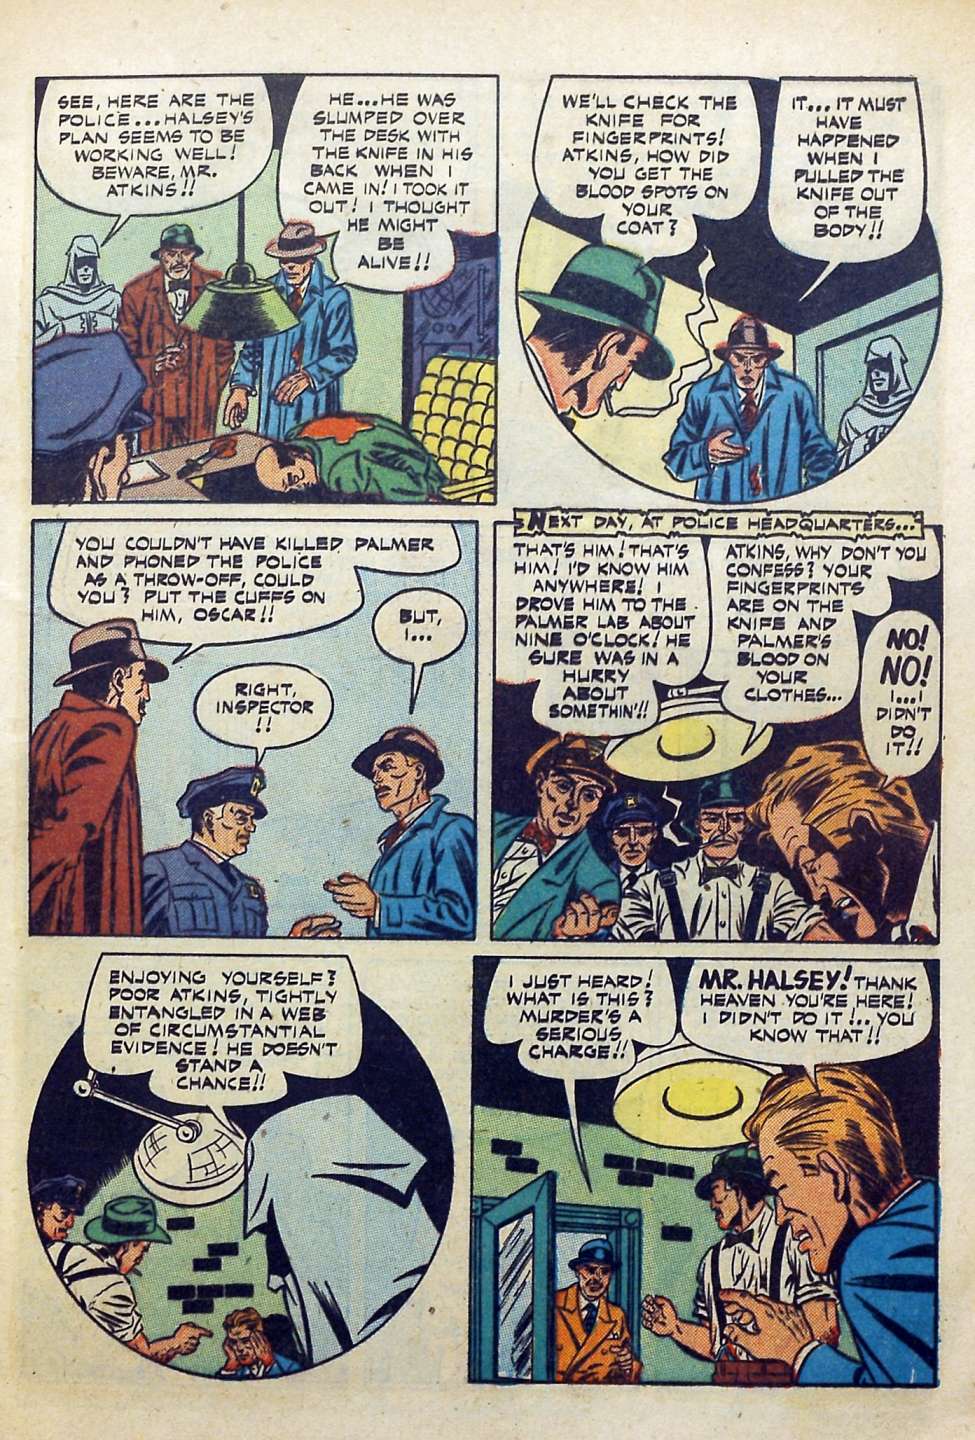 SEE, HERE ARE THE
POLICE...HALSEY'S
PLAN SEEMS TO BE
WORKING WELL!
BEWARE, MR.
ATKINS!!
HE...HE WAS
SLUMPED OVER
THE DESK WITH
THE KNIFE IN HIS
BACK WHEN I
CAME IN! I TOOK IT
OUT! I THOUGHT
HE MIGHT
BE
ALIVE!!
WE'LL CHECK THE
KNIFE FOR
FINGERPRINTS!
ATKINS, HOW DID
YOU GET THE
BLOOD SPOTS ON
YOUR
COAT?
IT...IT MUST
HAVE
HAPPENED
WHEN I
PULLED THE
KNIFE OUT
OF THE
BODY!!
YOU COULDN'T HAVE KILLED PALMER
AND PHONED THE POLICE
AS A THROW-OFF, COULD
YOU? PUT THE CUFFS ON
HIM, OSCAR!!
RIGHT,
INSPECTOR
!!
BUT,
I...
NEXT DAY, AT POLICE HEADQUARTERS...
THAT'S HIM! THAT'S
HIM! I'D KNOW HIM
ANYWHERE! I
DROVE HIM TO THE
PALMER LAB ABOUT
NINE O'CLOCK! HE
SURE WAS IN A
HURRY
ABOUT
SOMETHIN'!!
ATKINS, WHY DON'T YOU
CONFESS? YOUR
FINGERPRINTS
ARE ON THE
KNIFE AND
PALMER'S
BLOOD ON
YOUR
CLOTHES...
NO!
NO!
I...I
DIDN'T
DO
IT!!
ENJOYING YOURSELF?
POOR ATKINS, TIGHTLY
ENTANGLED IN A WEB
OF CIRCUMSTANTIAL
EVIDENCE! HE DOESN'T
STAND A
CHANCE!!
I JUST HEARD!
WHAT IS THIS?
MURDER'S A
SERIOUS
CHARGE!!
MR. HALSEY! THANK
HEAVEN YOU'RE HERE!
I DIDN'T DO IT!..YOU
KNOW THAT!!